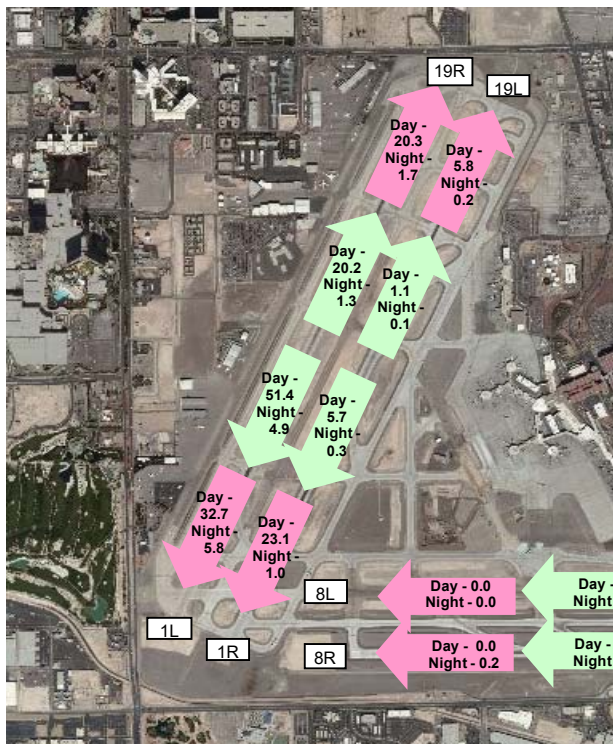 19R
19L
Day -
20.3
Night -
1.7
Day -
5.8
Night -
0.2
Day -
20.2
Night -
1.3
Day -
1.1
Night -
0.1
Day -
51.4
Night -
4.9
Day -
5.7
Night -
0.3
Day -
32.7
Night -
5.8
Day -
23.1
Night -
1.0
8L
Day - 0.0
Night - 0.0
Day -
Night
1L
1R
8R
Day - 0.0
Night - 0.2
Day -
Night